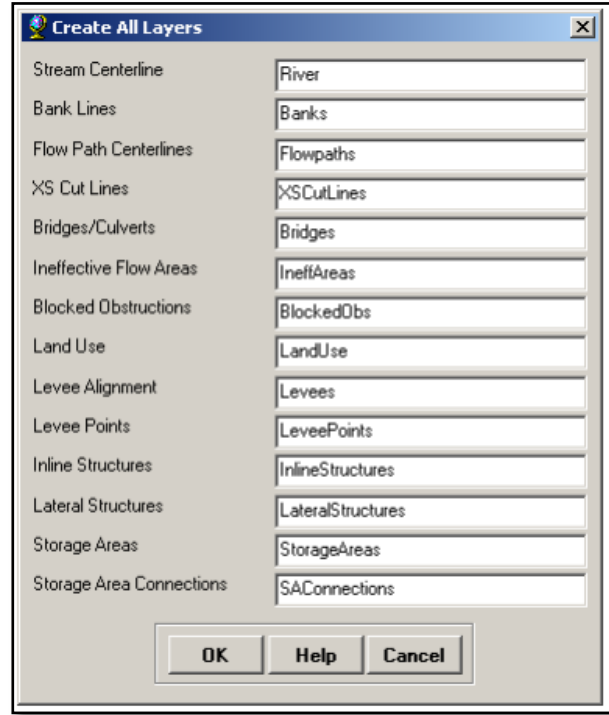 Create All Layers
Stream Centerline River
Bank Lines Banks
Flow Path Centerlines Flowpaths
XS Cut Lines XSCutLines
Bridges/Culverts Bridges
Ineffective Flow Areas IneffAreas
Blocked Obstructions BlockedObs
Land Use LandUse
Levee Alignment Levees
Levee Points LeveePoints
Inline Structures InlineStructures
Lateral Structures LateralStructures
Storage Areas StorageAreas
Storage Area Connections SAConnections
OK Help Cancel